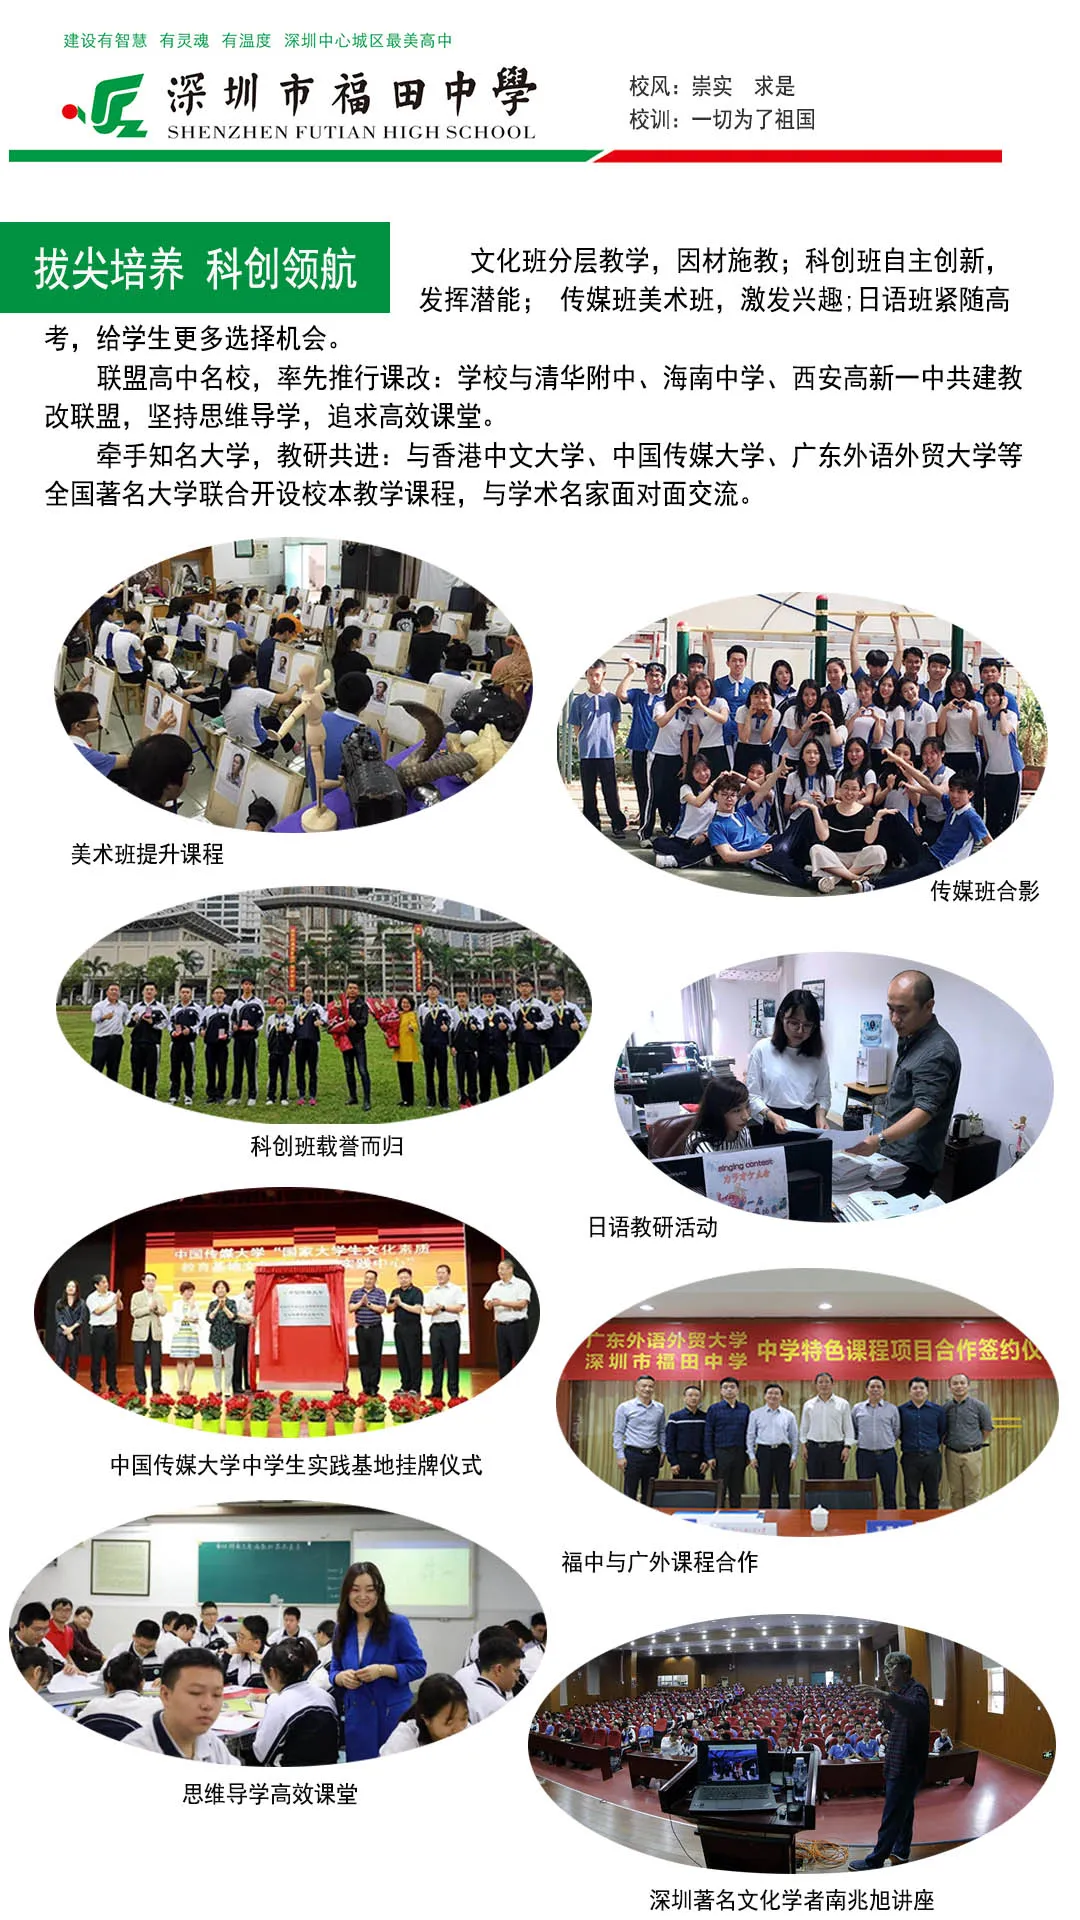 建设有智慧 有灵魂 有温度 深圳中心城区最美高中
深圳市福田中學
SHENZHEN FUTIAN HIGH SCHOOL
校风：崇实 求是
校训：一切为了祖国
拔尖培养 科创领航
文化班分层教学，因材施教；科创班自主创新，
发挥潜能； 传媒班美术班，激发兴趣;日语班紧随高
考，给学生更多选择机会。
联盟高中名校，率先推行课改：学校与清华附中、海南中学、西安高新一中共建教
改联盟，坚持思维导学，追求高效课堂。
牵手知名大学，教研共进：与香港中文大学、中国传媒大学、广东外语外贸大学等
全国著名大学联合开设校本教学课程，与学术名家面对面交流。
美术班提升课程
传媒班合影
科创班载誉而归
singing contest
日语教研活动
中国传媒大学“国家大学生文化素质
教育基地
实践中心”
中国传媒大学中学生实践基地挂牌仪式
广东外语外贸大学
深圳市福田中学
中学特色课程项目合作签约仪
福中与广外课程合作
思维导学高效课堂
深圳著名文化学者南兆旭讲座